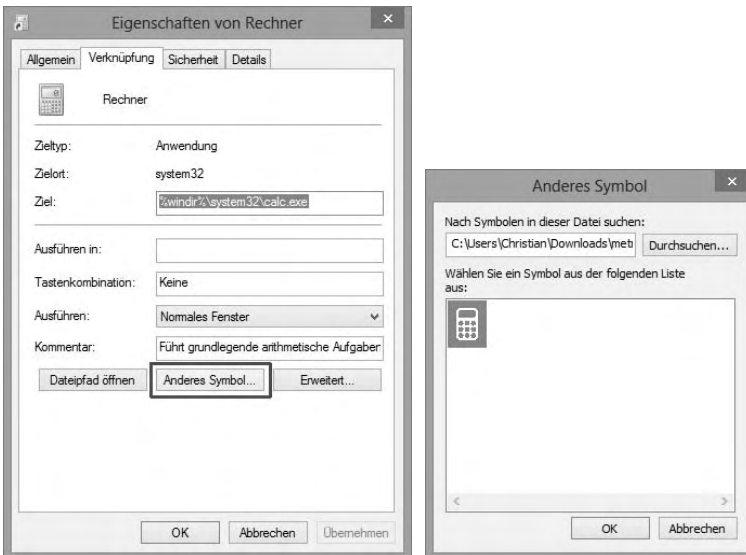 Eigenschaften von Rechner
Allgemein Verknüpfung Sicherheit Details
Rechner
Zieltyp: Anwendung
Zielort: system32
Ziel: %windir%\system32\calc.exe
Ausführen in:
Tastenkombination: Keine
Ausführen: Normales Fenster
Kommentar: Führt grundlegende arithmetische Aufgaben
Dateipfad öffnen Anderes Symbol... Erweitert...
OK Abbrechen Übernehmen
Anderes Symbol
Nach Symbolen in dieser Datei suchen:
C:\Users\Christian\Downloads\met Durchsuchen...
Wählen Sie ein Symbol aus der folgenden Liste
aus:
OK Abbrechen